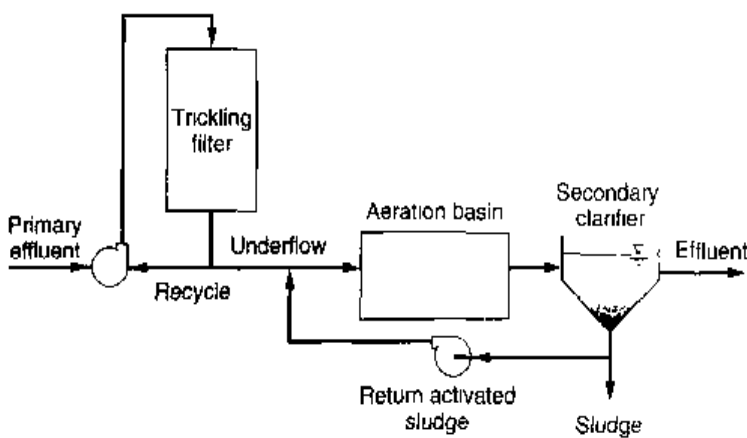 Trickling
filter
Primary
effluent
Recycle
Underflow
Aeration basin
Secondary
clarifier
Effluent
Return activated
sludge
Sludge